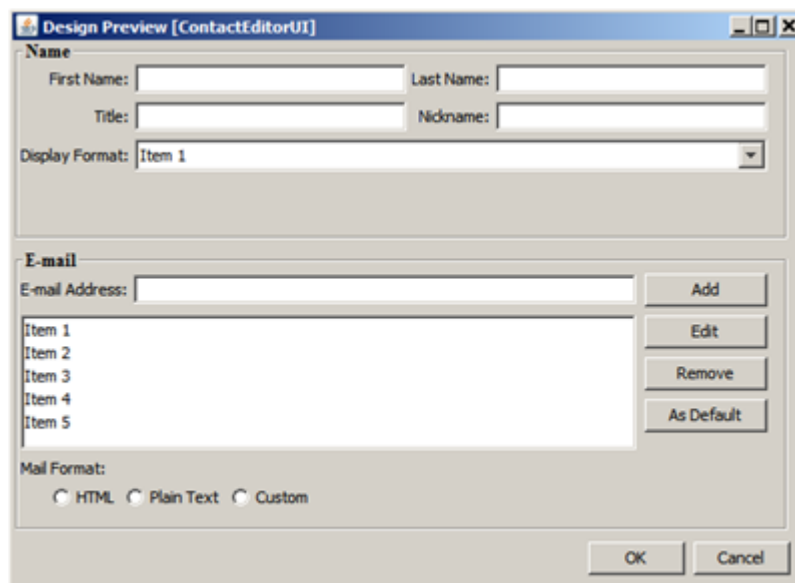 Design Preview [ContactEditorUI]
Name
First Name: Last Name:
Title: Nickname:
Display Format: Item 1
E-mail
E-mail Address: Add
Item 1
Edit
Item 2
Item 3
Remove
Item 4
As Default
Item 5
Mail Format:
HTML Plain Text Custom
OK Cancel